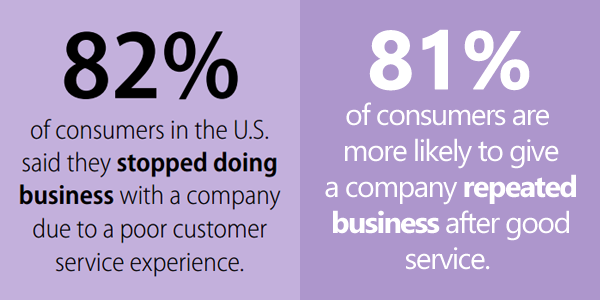 82%
of consumers in the U.S.
said they stopped doing
business with a company
due to a poor customer
service experience.
81%
of consumers are
more likely to give
a company repeated
business after good
service.